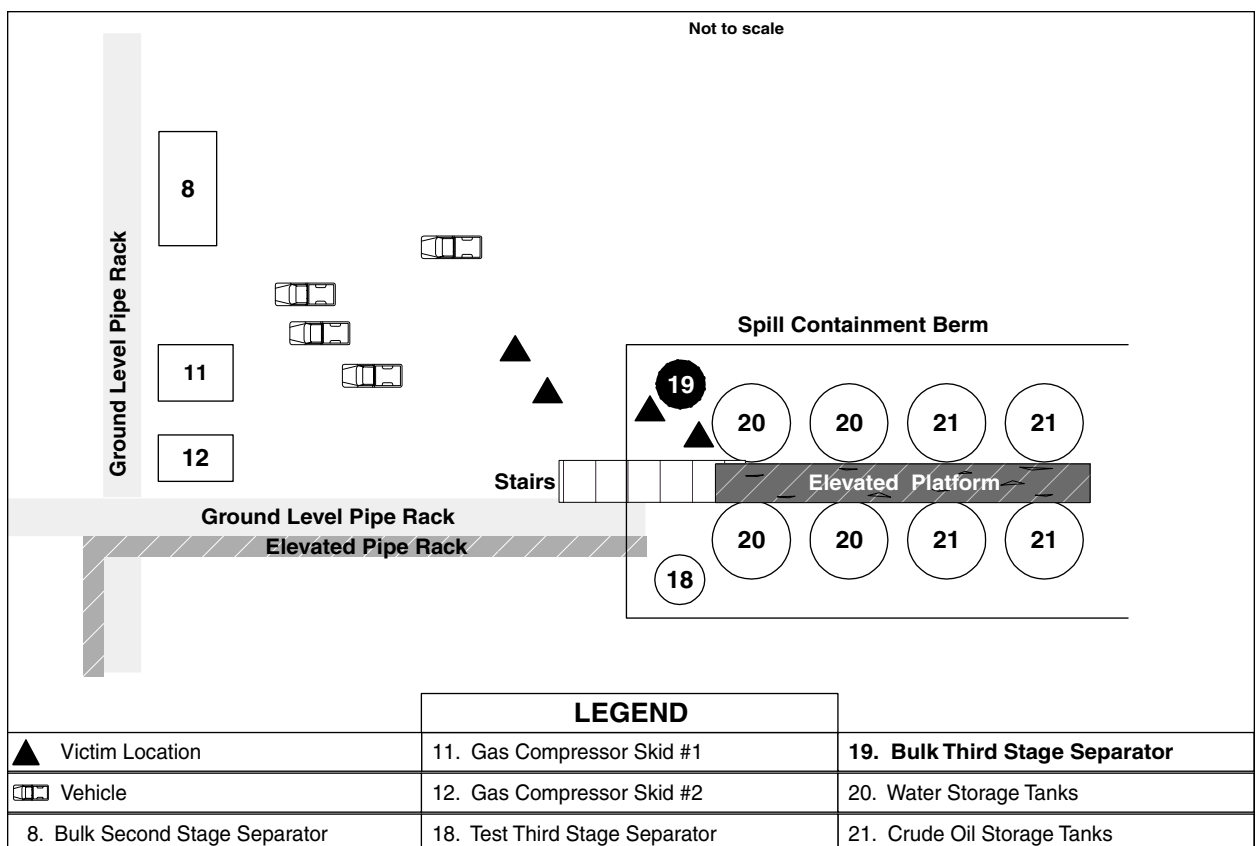 Not to scale
8
Ground Level Pipe Rack
Spill Containment Berm
11
19
20 20 21 21
12
Stairs
Elevated Platform
Ground Level Pipe Rack
Elevated Pipe Rack
20 20 21 21
18
LEGEND
Victim Location
11. Gas Compressor Skid #1
19. Bulk Third Stage Separator
Vehicle
12. Gas Compressor Skid #2
20. Water Storage Tanks
8. Bulk Second Stage Separator
18. Test Third Stage Separator
21. Crude Oil Storage Tanks